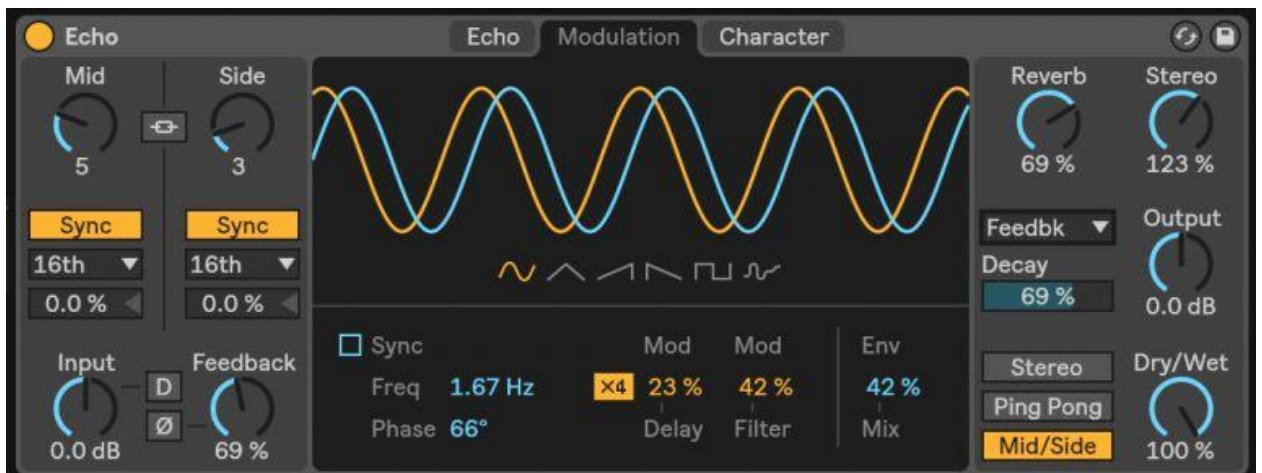 Echo
Echo Modulation Character
Mid Side
5 3
Sync Sync
16th 16th
0.0 % 0.0 %
Input Feedback
D
Ø
0.0 dB 69 %
Sync Mod Mod Env
Freq 1.67 Hz ×4 23 % 42 % 42 %
Phase 66° Delay Filter Mix
Reverb Stereo
69 % 123 %
Feedbk Output
Decay
69 % 0.0 dB
Stereo Dry/Wet
Ping Pong
Mid/Side 100 %